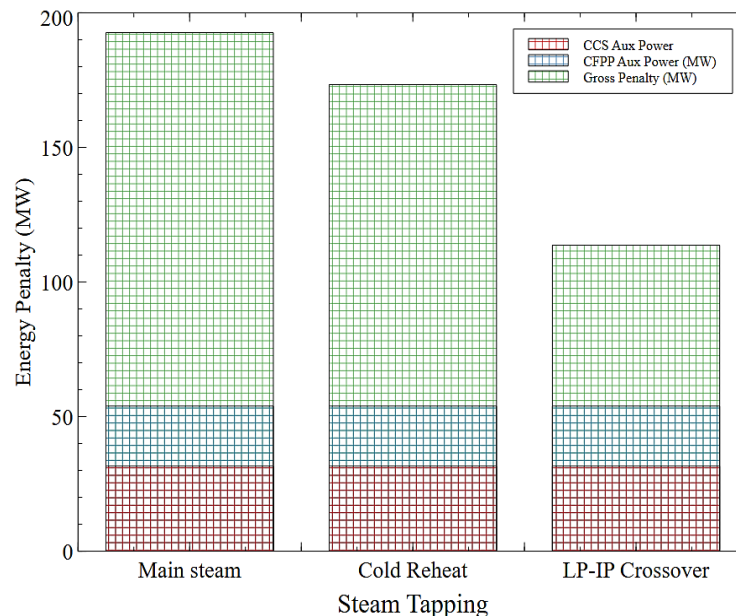 200
150
100
50
0
Energy Penalty (MW)
CCS Aux Power
CFPP Aux Power (MW)
Gross Penalty (MW)
Main steam
Cold Reheat
LP-IP Crossover
Steam Tapping